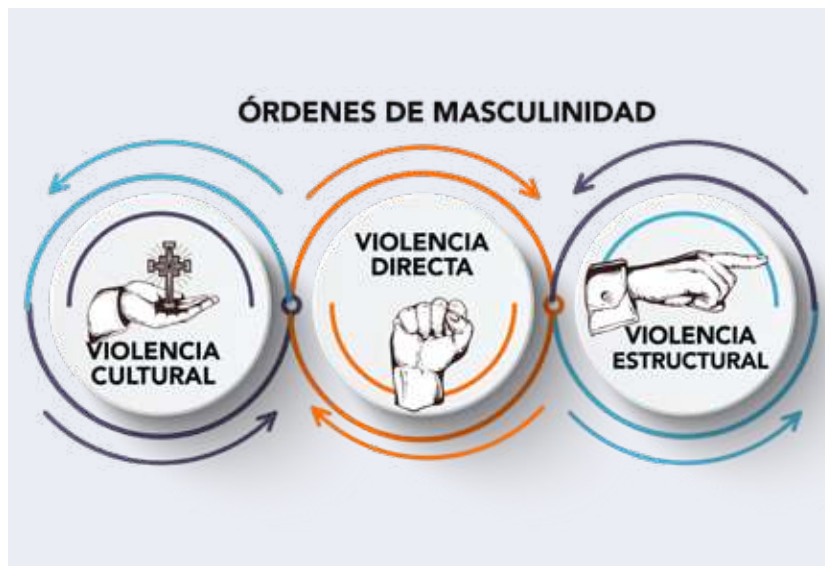 ÓRDENES DE MASCULINIDAD
VIOLENCIA
CULTURAL
VIOLENCIA
DIRECTA
VIOLENCIA
ESTRUCTURAL